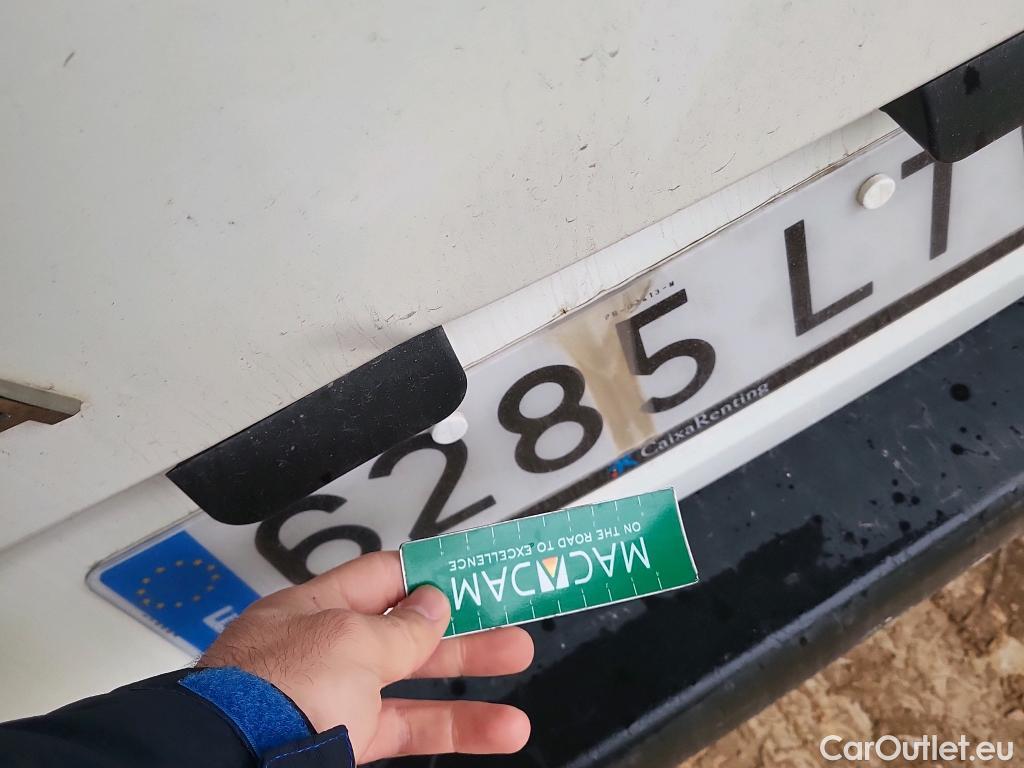 6285 L
CaixaRenting
MACADAM
ON THE ROAD TO EXCELLENCE
CarOutlet.eu